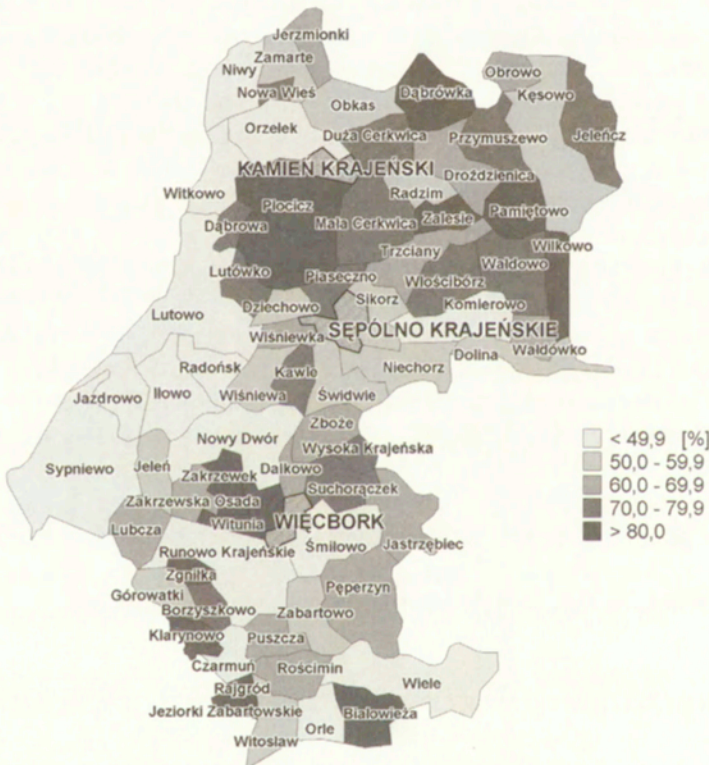 Jerzmionki
Zamarte
Niwy
Nowa Wieś
Obkas
Dąbrówka
Obrowo
Kęsowo
Orzełek
Duża Cerkwica
Przymuszewo
Jeleńcz
KAMIEŃ KRAJEŃSKI
Drożdzienica
Radzim
Witkowo
Płocicz
Mała Cerkwica
Zalesie
Pamiętowo
Dąbrowa
Trzciany
Wilkowo
Wałdowo
Lutówko
Piaseczno
Włościbórz
Sikorz
Komierowo
Dziechowo
Lutowo
SĘPÓLNO KRAJEŃSKIE
Wiśniewka
Wałdówko
Dolina
Radońsk
Kawle
Niechorz
Jazdrowo
Iłowo
Wiśniewa
Świdwie
Zboże
< 49,9 [%]
Nowy Dwór
Wysoka Krajeńska
50,0 - 59,9
Sypniewo
Jeleń
Zakrzewek
Dalkowo
60,0 - 69,9
Suchorączek
Zakrzewska Osada
70,0 - 79,9
Witunia
WIĘCBORK
> 80,0
Lubcza
Runowo Krajeńskie
Śmiłowo
Jastrzębiec
Zgniłka
Górowatki
Pęperzyn
Borzyszkowo
Zabartowo
Klarynowo
Puszcza
Czarmuń
Rościmin
Wiele
Rajgród
Jeziorki Zabartowskie
Orle
Białowieża
Witosław